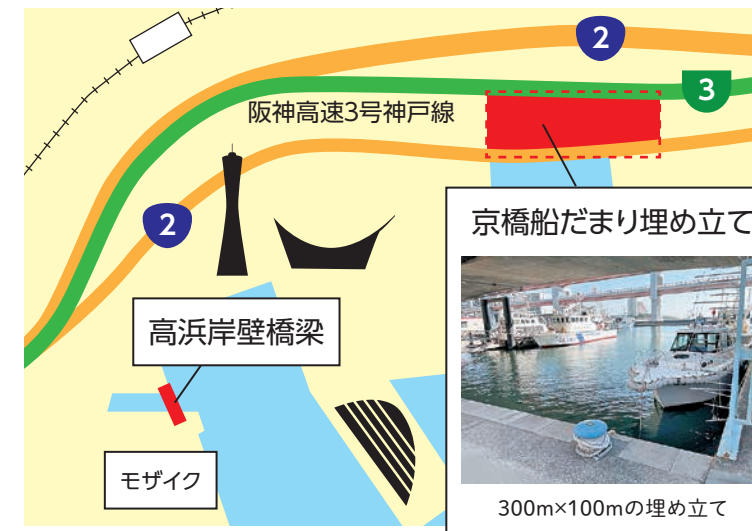 2
3
阪神高速3号神戸線
2
京橋船だまり埋め立て
高浜岸壁橋梁
モザイク
300m×100mの埋め立て